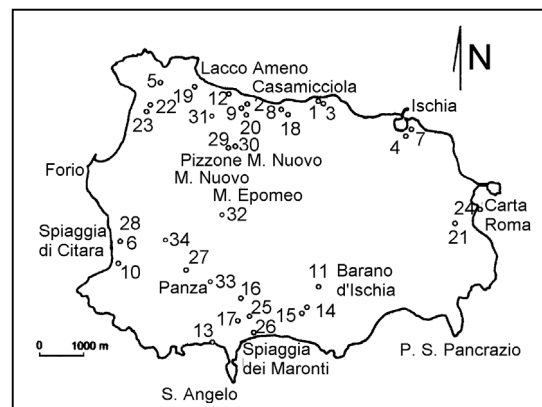 N
Lacco Ameno
5
19
12
Casamicciola
2
1
3
22
9
8
Ischia
23
31
20
18
4
7
29
30
Pizzone M. Nuovo
Forio
M. Nuovo
M. Epomeo
32
24
Carta
Roma
21
28
Spiaggia
di Citara
6
34
10
27
Panza
33
11
Barano
d'Ischia
16
25
15
14
17
26
13
0
1000 m
Spiaggia
dei Maronti
P. S. Pancrazio
S. Angelo